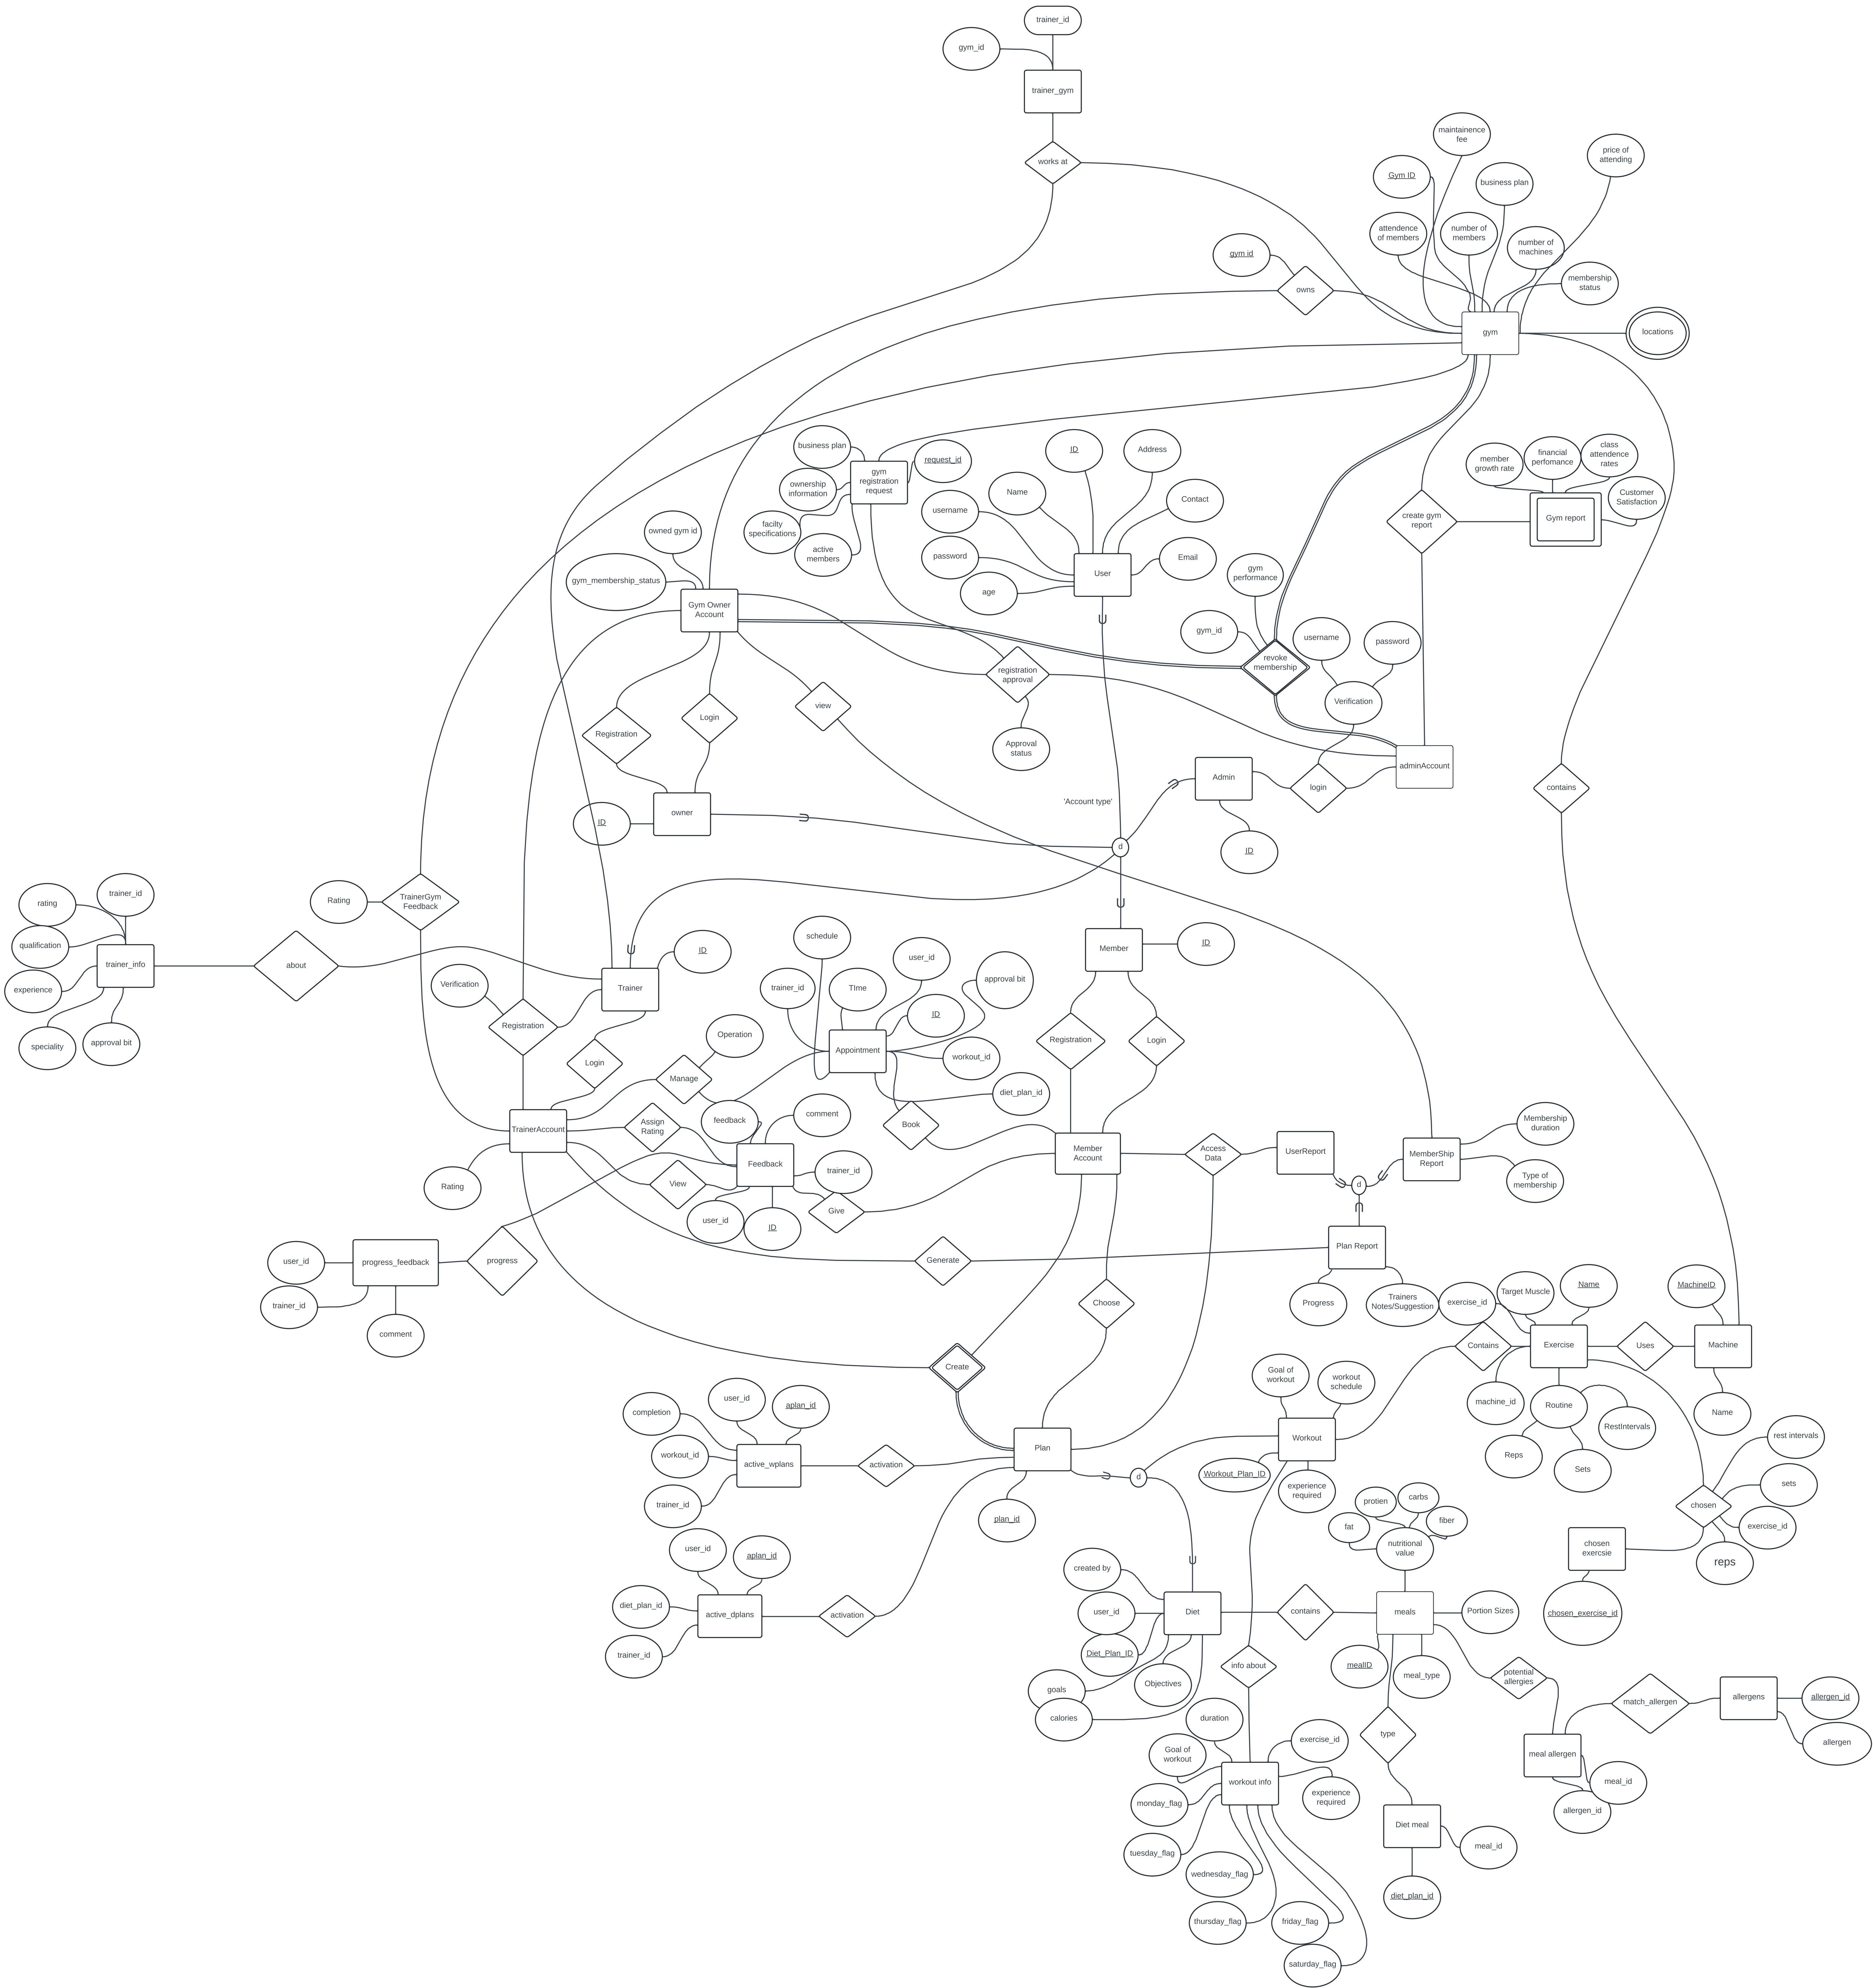 trainer_id
gym_id
trainer_gym
works at
maintainence
fee
price of
attending
Gym ID
business plan
attendence
of members
number of
members
number of
machines
gym id
membership
status
owns
gym
locations
business plan
request_id
gym
registration
request
ownership
information
facilty
specifications
active
members
ID
Address
Name
Contact
username
password
Email
age
User
member
growth rate
financial
perfomance
class
attendence
rates
Customer
Satisfaction
create gym
report
Gym report
owned gym id
gym_membership_status
Gym Owner
Account
gym
performance
gym_id
username
password
revoke
membership
registration
approval
Verification
view
Login
Registration
Approval
status
adminAccount
Admin
login
contains
'Account type'
owner
ID
d
ID
trainer_id
rating
Rating
TrainerGym
Feedback
qualification
trainer_info
about
experience
speciality
approval bit
Verification
Registration
Trainer
ID
Login
schedule
trainer_id
TIme
user_id
approval bit
ID
Appointment
workout_id
diet_plan_id
Book
Member
ID
Registration
Login
Operation
Manage
TrainerAccount
Assign
Rating
feedback
comment
Feedback
trainer_id
View
Give
user_id
ID
Rating
Member
Account
Access
Data
UserReport
MemberShip
Report
Membership
duration
Type of
membership
d
Plan Report
Progress
Trainers
Notes/Suggestion
Generate
progress_feedback
user_id
trainer_id
comment
progress
Choose
exercise_id
Target Muscle
Name
MachineID
Contains
Exercise
Uses
Machine
machine_id
Routine
RestIntervals
Name
Reps
Sets
Create
Goal of
workout
workout
schedule
Workout
Workout_Plan_ID
experience
required
rest intervals
sets
chosen
exercise_id
reps
chosen
exercsie
chosen_exercise_id
completion
user_id
aplan_id
workout_id
active_wplans
activation
trainer_id
Plan
d
plan_id
user_id
aplan_id
diet_plan_id
active_dplans
activation
trainer_id
protien
carbs
fat
fiber
nutritional
value
created by
user_id
Diet
contains
meals
Portion Sizes
Diet_Plan_ID
goals
Objectives
calories
info about
mealID
meal_type
potential
allergies
match_allergen
allergens
allergen_id
allergen
type
meal allergen
meal_id
allergen_id
duration
Goal of
workout
exercise_id
workout info
monday_flag
experience
required
tuesday_flag
wednesday_flag
thursday_flag
friday_flag
saturday_flag
Diet meal
meal_id
diet_plan_id